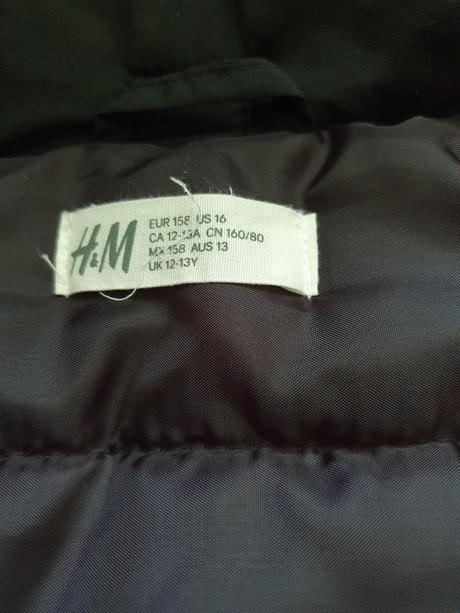 H&M
EUR 158 US 16
CA 12-13A CN 160/80
MX 158 AUS 13
UK 12-13Y